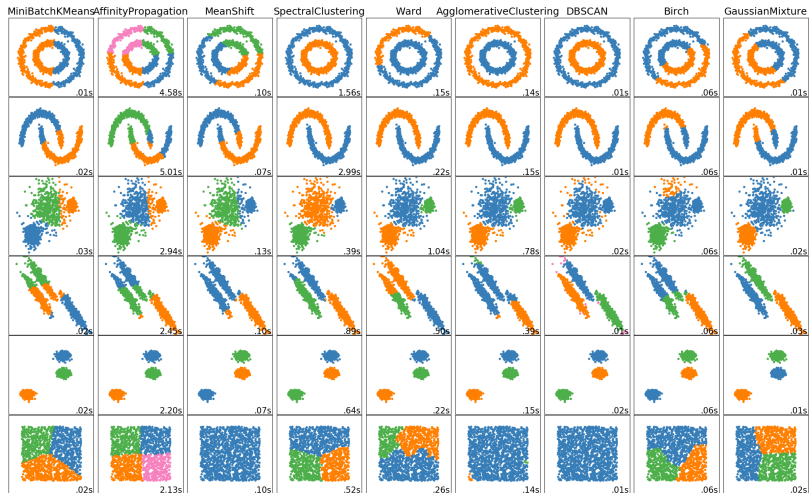 MiniBatchKMeans AffinityPropagation MeanShift SpectralClustering Ward AgglomerativeClustering DBSCAN Birch GaussianMixture
.01s 4.58s .10s 1.56s .15s .14s .01s .06s .01s
.02s 5.01s .07s 2.99s .22s .15s .01s .06s .01s
.03s 2.94s .13s .39s 1.04s .78s .02s .06s .02s
.02s 2.45s .10s .89s .50s .39s .01s .06s .03s
.02s 2.20s .07s .64s .22s .15s .02s .06s .01s
.02s 2.13s .10s .52s .26s .14s .01s .06s .02s